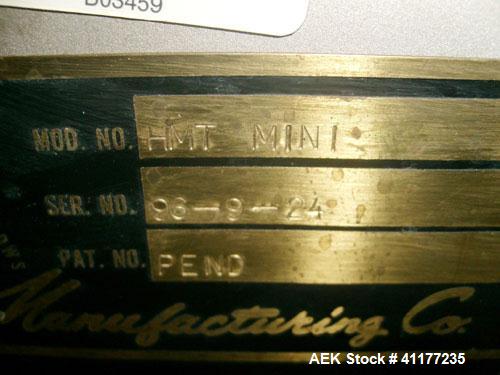 B03459
MOD. NO. HMT MINI
SER. NO. 96-9-24
PAT. NO. PEND
Manufacturing Co.
AEK Stock # 41177235